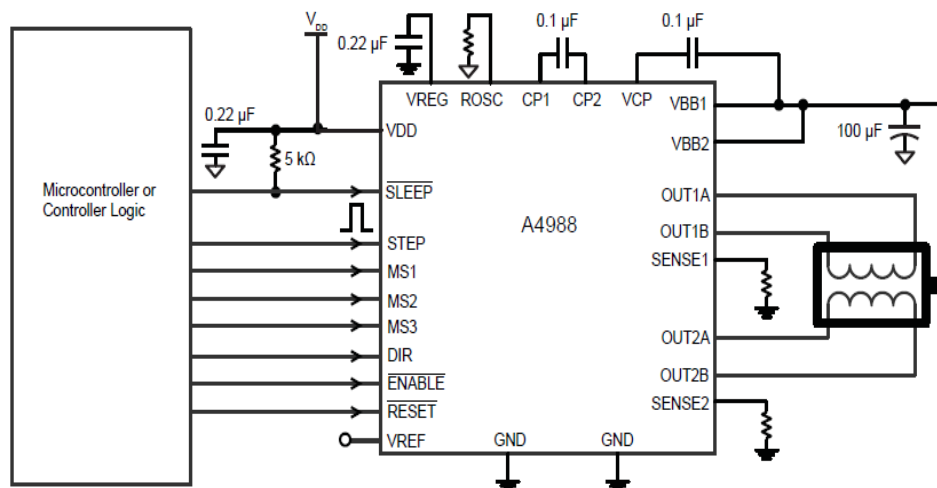 V_DD
0.22 µF
0.1 µF
0.1 µF
VREG
ROSC
CP1
CP2
VCP
VBB1
0.22 µF
VDD
VBB2
100 µF
5 kΩ
Microcontroller or
Controller Logic
SLEEP
OUT1A
A4988
OUT1B
STEP
SENSE1
MS1
MS2
MS3
OUT2A
DIR
OUT2B
ENABLE
SENSE2
RESET
VREF
GND
GND